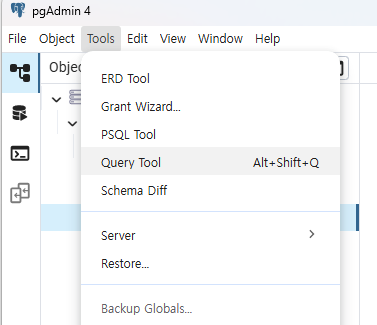 pgAdmin 4
File Object Tools Edit View Window Help
Obje
ERD Tool
Grant Wizard...
PSQL Tool
Query Tool Alt+Shift+Q
Schema Diff
Server
Restore...
Backup Globals...